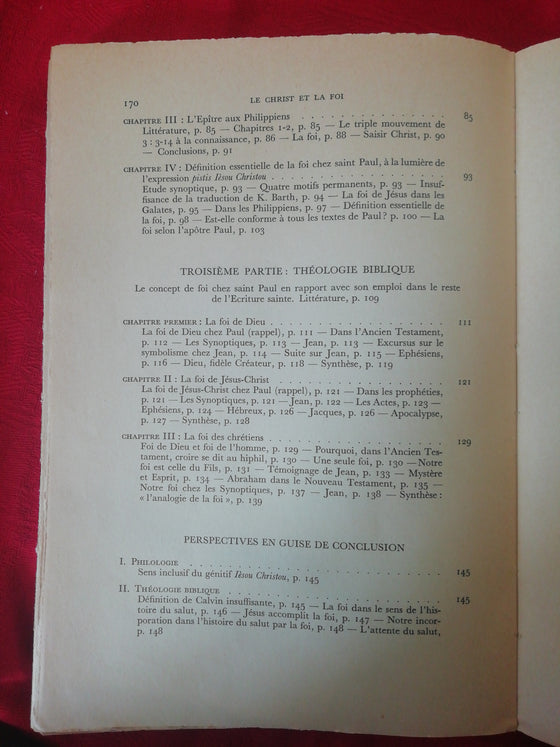 170 LE CHRIST ET LA FOI
CHAPITRE III : L'Epître aux Philippiens . . . . . . . . . . . . . . . 85
Littérature, p. 85 — Chapitres 1-2, p. 85 — Le triple mouvement de
3 : 3-14 à la connaissance, p. 86 — La foi, p. 88 — Saisir Christ, p. 90
— Conclusions, p. 91
CHAPITRE IV : Définition essentielle de la foi chez saint Paul, à la lumière de
l'expression pistis Ièsou Christou . . . . . . . . . . . . . . . 93
Etude synoptique, p. 93 — Quatre motifs permanents, p. 93 — Insuf-
fisance de la traduction de K. Barth, p. 94 — La foi de Jésus dans les
Galates, p. 95 — Dans les Philippiens, p. 97 — Définition essentielle de
la foi, p. 98 — Est-elle conforme à tous les textes de Paul? p. 100 — La
foi selon l'apôtre Paul, p. 103
TROISIÈME PARTIE : THÉOLOGIE BIBLIQUE
Le concept de foi chez saint Paul en rapport avec son emploi dans le reste
de l'Ecriture sainte. Littérature, p. 109
CHAPITRE PREMIER : La foi de Dieu . . . . . . . . . . . . . . . 111
La foi de Dieu chez Paul (rappel), p. 111 — Dans l'Ancien Testament,
p. 112 — Les Synoptiques, p. 113 — Jean, p. 113 — Excursus sur le
symbolisme chez Jean, p. 114 — Suite sur Jean, p. 115 — Ephésiens,
p. 116 — Dieu, fidèle Créateur, p. 118 — Synthèse, p. 119
CHAPITRE II : La foi de Jésus-Christ . . . . . . . . . . . . . . . 121
La foi de Jésus-Christ chez Paul (rappel), p. 121 — Dans les prophéties,
p. 121 — Les Synoptiques, p. 121 — Jean, p. 122 — Les Actes, p. 123 —
Ephésiens, p. 124 — Hébreux, p. 126 — Jacques, p. 126 — Apocalypse,
p. 127 — Synthèse, p. 128
CHAPITRE III : La foi des chrétiens . . . . . . . . . . . . . . . 129
Foi de Dieu et foi de l'homme, p. 129 — Pourquoi, dans l'Ancien Tes-
tament, croire se dit au hiphil, p. 130 — Une seule foi, p. 130 — Notre
foi est celle du Fils, p. 131 — Témoignage de Jean, p. 133 — Mystère
et Esprit, p. 134 — Abraham dans le Nouveau Testament, p. 135 —
Notre foi chez les Synoptiques, p. 137 — Jean, p. 138 — Synthèse :
« l'analogie de la foi », p. 139
PERSPECTIVES EN GUISE DE CONCLUSION
I. PHILOLOGIE . . . . . . . . . . . . . . . 145
Sens inclusif du génitif Ièsou Christou, p. 145
II. THÉOLOGIE BIBLIQUE . . . . . . . . . . . . . . . 145
Définition de Calvin insuffisante, p. 145 — La foi dans le sens de l'his-
toire du salut, p. 146 — Jésus accomplit la foi, p. 147 — Notre incor-
poration dans l'histoire du salut par la foi, p. 148 — L'attente du salut,
p. 148